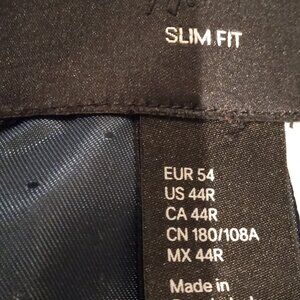 SLIM FIT
EUR 54
US 44R
CA 44R
CN 180/108A
MX 44R
Made in